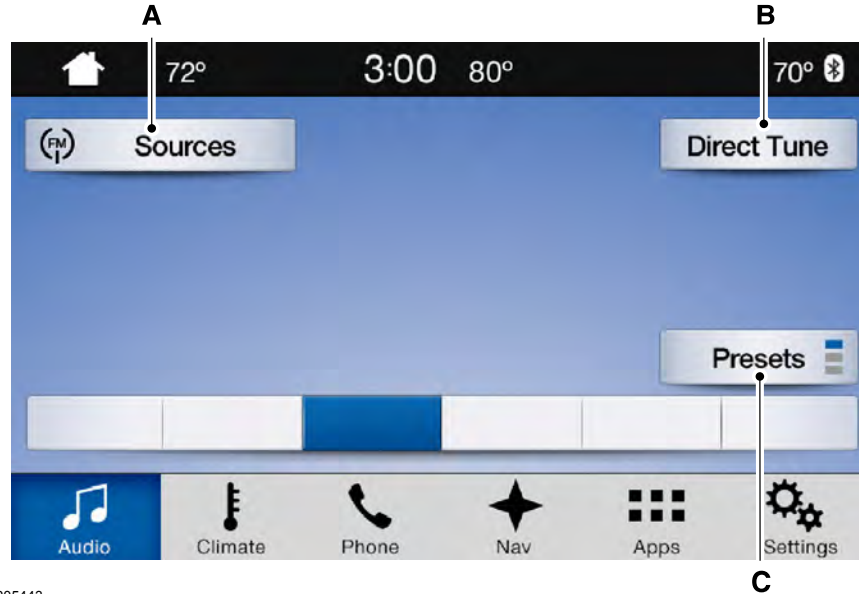 A B
72° 3:00 80° 70°
FM Sources Direct Tune
Presets
Audio Climate Phone Nav Apps Settings
C